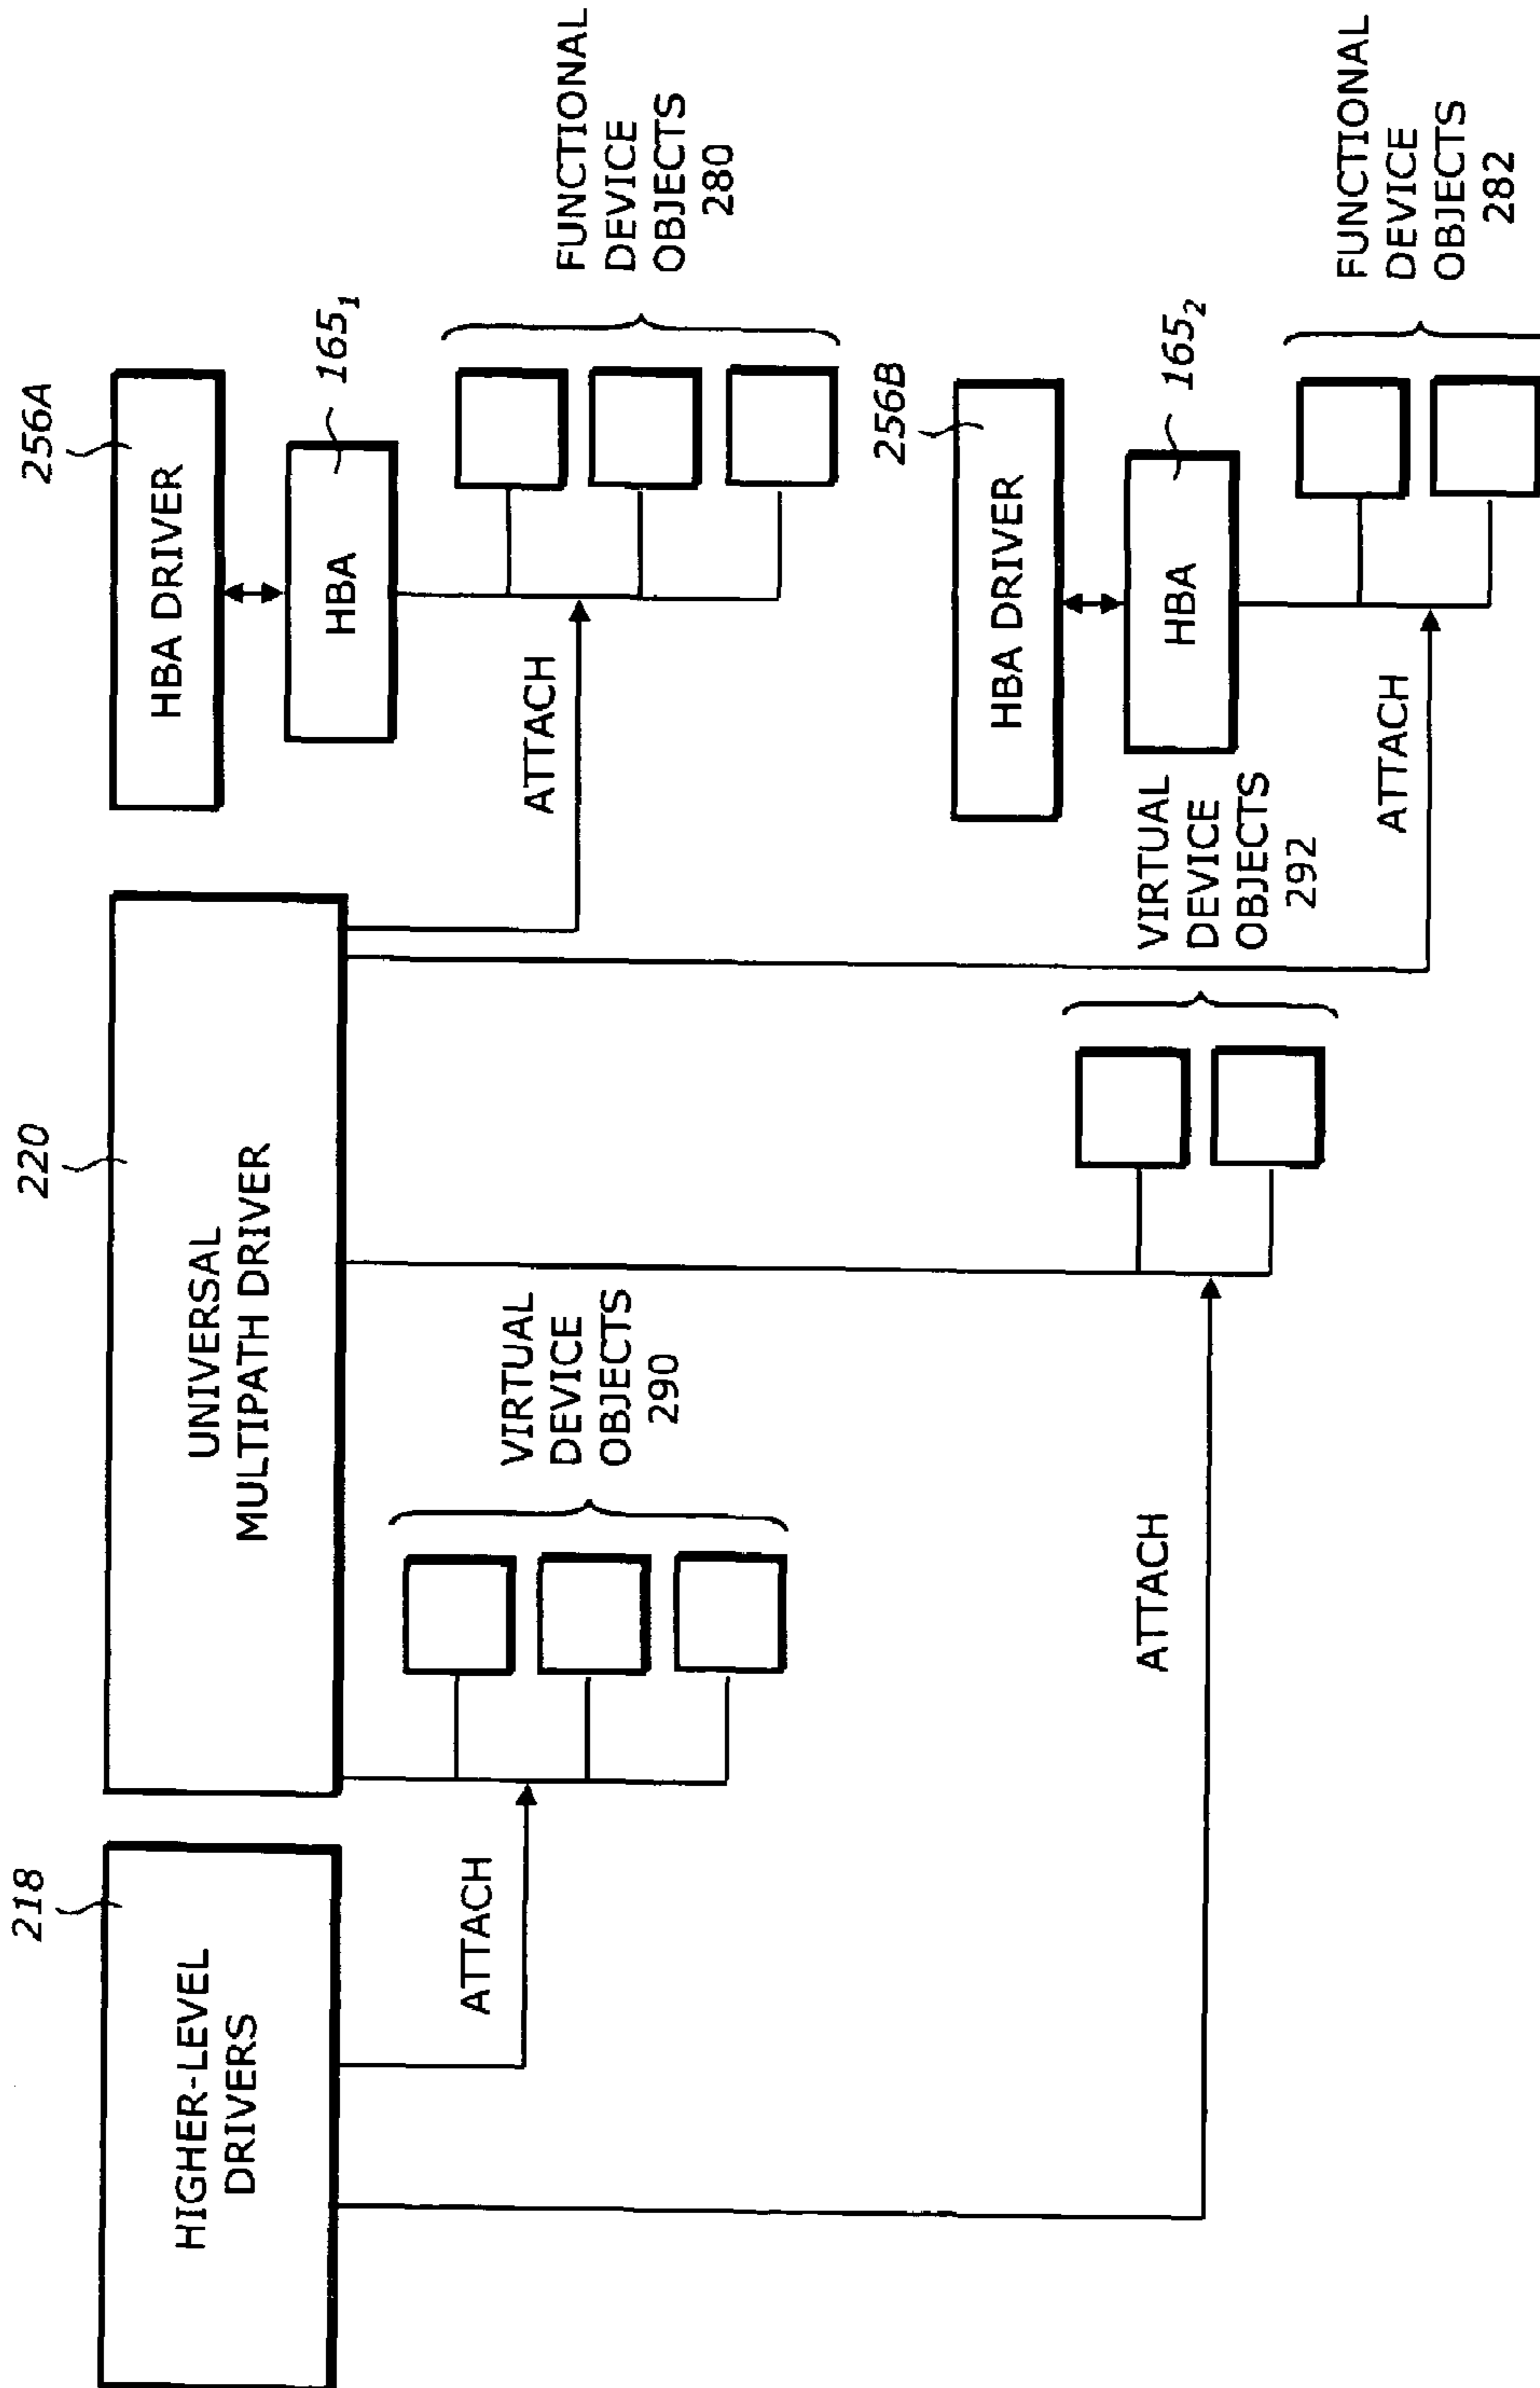 218
HIGHER-LEVEL
DRIVERS
ATTACH
ATTACH
220
UNIVERSAL
MULTIPATH DRIVER
VIRTUAL
DEVICE
OBJECTS
290
VIRTUAL
DEVICE
OBJECTS
292
256A
HBA DRIVER
HBA
165₁
ATTACH
FUNCTIONAL
DEVICE
OBJECTS
280
256B
HBA DRIVER
HBA
165₂
ATTACH
FUNCTIONAL
DEVICE
OBJECTS
282